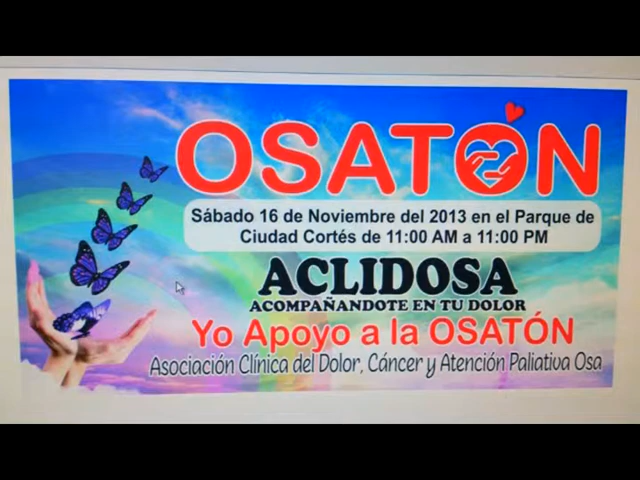 OSATÓN
Sábado 16 de Noviembre del 2013 en el Parque de
Ciudad Cortés de 11:00 AM a 11:00 PM
ACLIDOSA
ACOMPAÑANDOTE EN TU DOLOR
Yo Apoyo a la OSATÓN
Asociación Clínica del Dolor, Cáncer y Atención Paliativa Osa